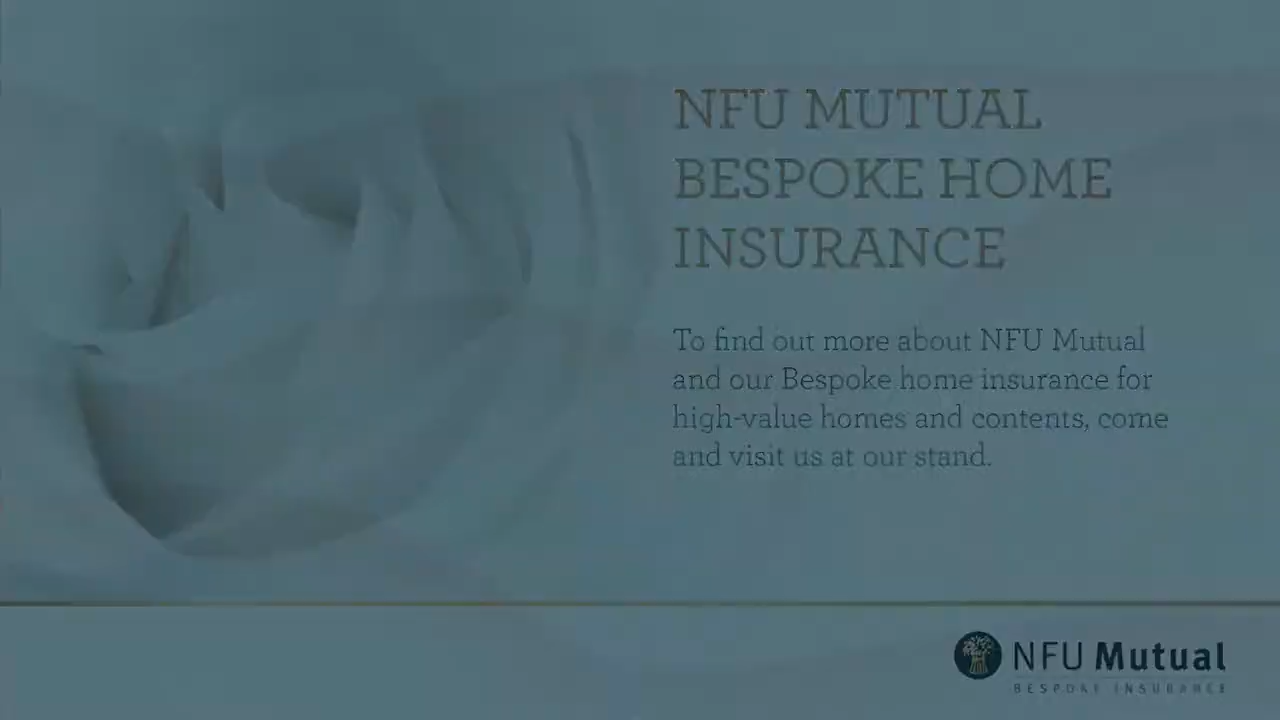 NFU MUTUAL
BESPOKE HOME
INSURANCE
To find out more about NFU Mutual
and our Bespoke home insurance for
high-value homes and contents, come
and visit us at our stand.
NFU Mutual
BESPOKE INSURANCE